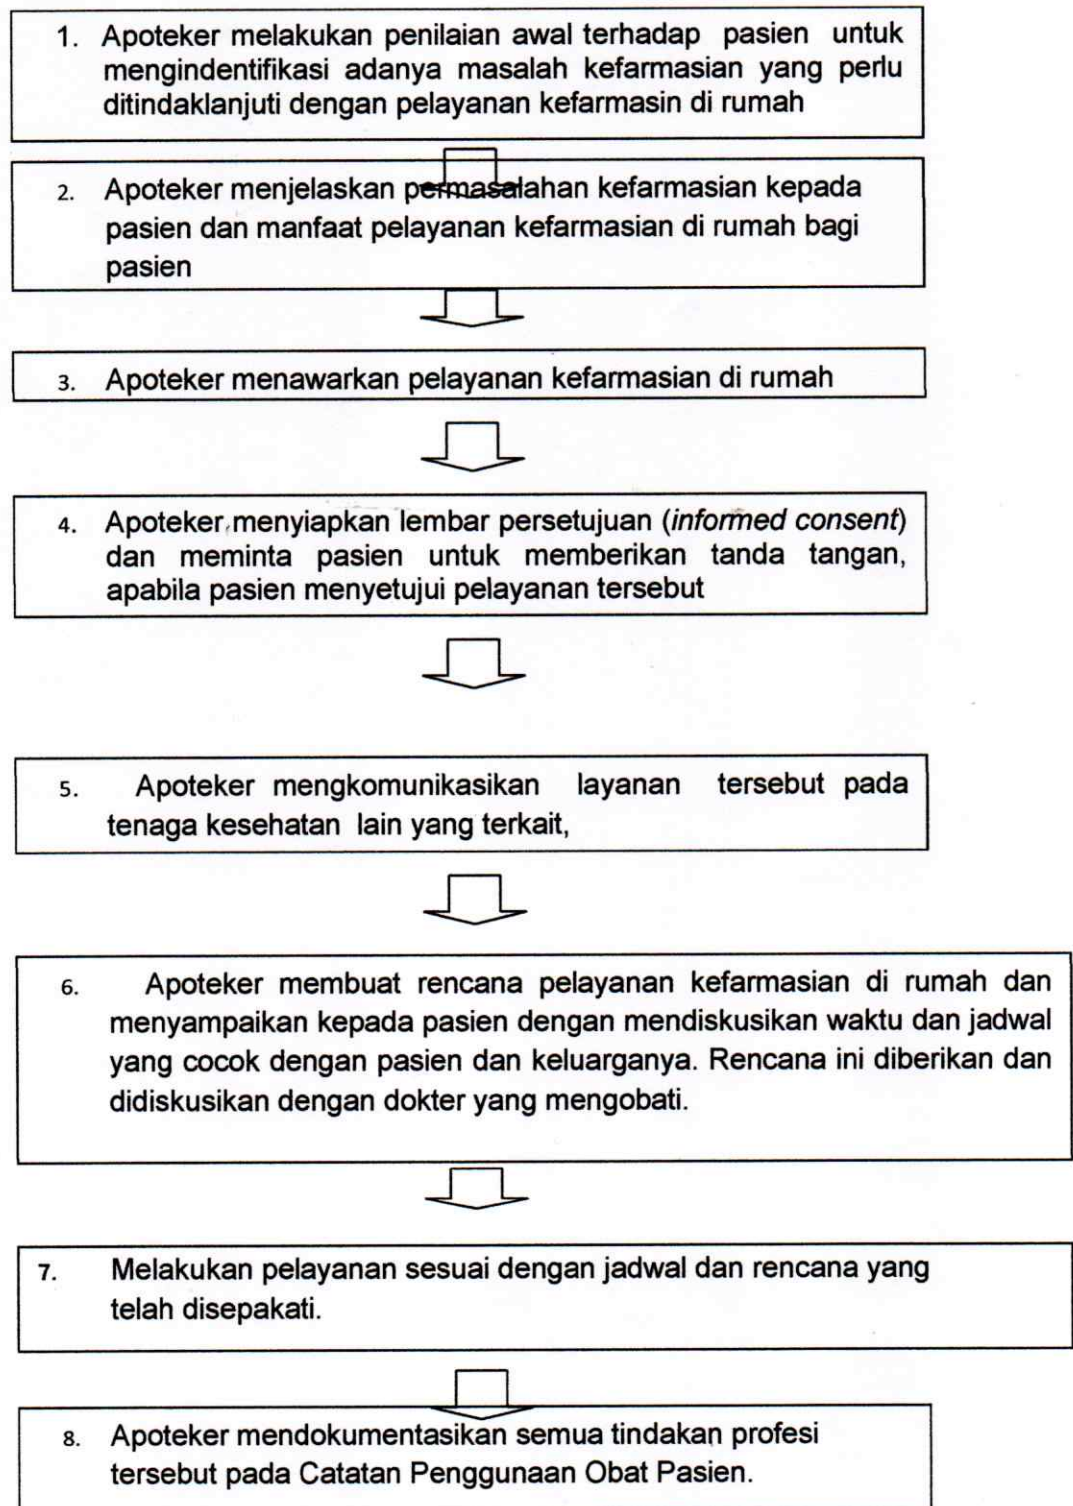 1. Apoteker melakukan penilaian awal terhadap pasien untuk
mengindentifikasi adanya masalah kefarmasian yang perlu
ditindaklanjuti dengan pelayanan kefarmasin di rumah
2. Apoteker menjelaskan permasalahan kefarmasian kepada
pasien dan manfaat pelayanan kefarmasian di rumah bagi
pasien
3. Apoteker menawarkan pelayanan kefarmasian di rumah
4. Apoteker menyiapkan lembar persetujuan (informed consent)
dan meminta pasien untuk memberikan tanda tangan,
apabila pasien menyetujui pelayanan tersebut
5. Apoteker mengkomunikasikan layanan tersebut pada
tenaga kesehatan lain yang terkait,
6. Apoteker membuat rencana pelayanan kefarmasian di rumah dan
menyampaikan kepada pasien dengan mendiskusikan waktu dan jadwal
yang cocok dengan pasien dan keluarganya. Rencana ini diberikan dan
didiskusikan dengan dokter yang mengobati.
7. Melakukan pelayanan sesuai dengan jadwal dan rencana yang
telah disepakati.
8. Apoteker mendokumentasikan semua tindakan profesi
tersebut pada Catatan Penggunaan Obat Pasien.